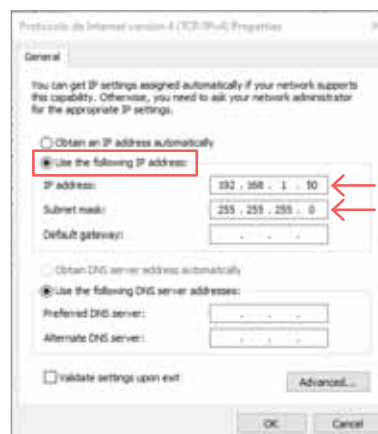 Protocolo de Internet version 4 (TCP/IPv4) Properties
General
You can get IP settings assigned automatically if your network supports
this capability. Otherwise, you need to ask your network administrator
for the appropriate IP settings.
Obtain an IP address automatically
Use the following IP address:
IP address: 192 . 168 . 1 . 50
Subnet mask: 255 . 255 . 255 . 0
Default gateway: . . .
Obtain DNS server address automatically
Use the following DNS server addresses:
Preferred DNS server: . . .
Alternate DNS server: . . .
Validate settings upon exit
Advanced...
OK Cancel